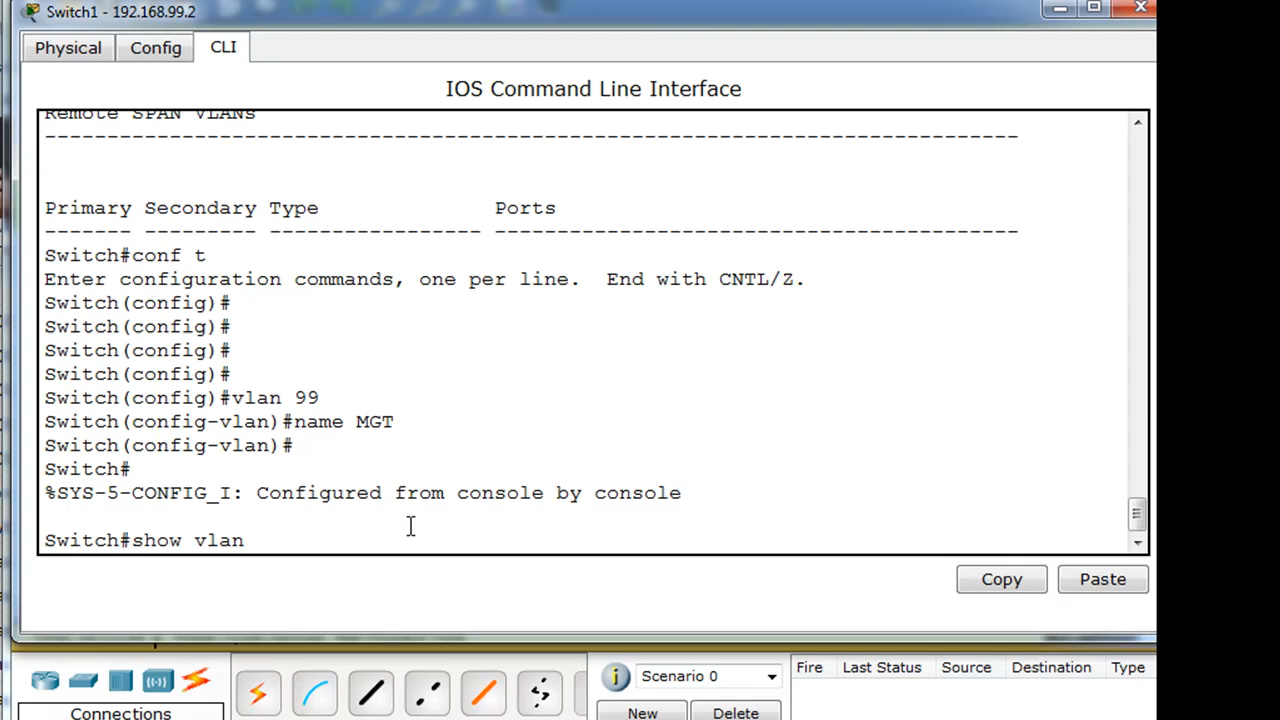 Switch1 - 192.168.99.2
Physical Config CLI
IOS Command Line Interface
Remote SPAN VLANs
------------------------------------------------------------------------------
Primary Secondary Type              Ports
------- --------- ----------------- ------------------------------------------
Switch#conf t
Enter configuration commands, one per line.  End with CNTL/Z.
Switch(config)#
Switch(config)#
Switch(config)#
Switch(config)#
Switch(config)#vlan 99
Switch(config-vlan)#name MGT
Switch(config-vlan)#
Switch#
%SYS-5-CONFIG_I: Configured from console by console
Switch#show vlan
Copy Paste
Scenario 0 Fire Last Status Source Destination Type
Connections New Delete